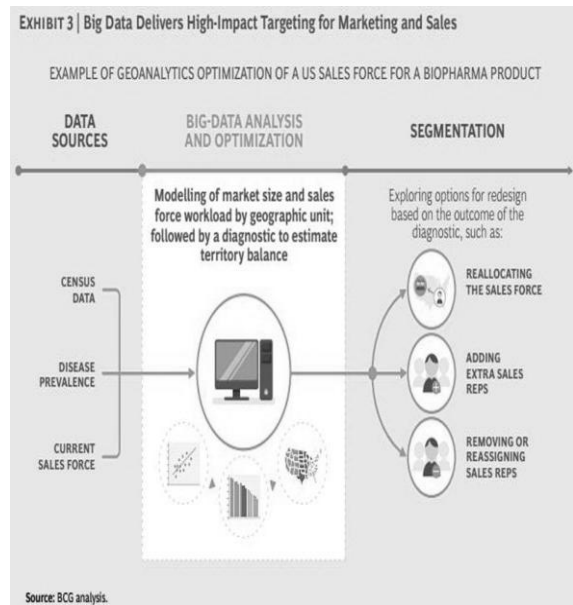 EXHIBIT 3 | Big Data Delivers High-Impact Targeting for Marketing and Sales
EXAMPLE OF GEOANALYTICS OPTIMIZATION OF A US SALES FORCE FOR A BIOPHARMA PRODUCT
DATA
SOURCES
BIG-DATA ANALYSIS
AND OPTIMIZATION
SEGMENTATION
Modelling of market size and sales
force workload by geographic unit;
followed by a diagnostic to estimate
territory balance
Exploring options for redesign
based on the outcome of the
diagnostic, such as:
CENSUS
DATA
DISEASE
PREVALENCE
CURRENT
SALES FORCE
REALLOCATING
THE SALES FORCE
ADDING
EXTRA SALES
REPS
REMOVING OR
REASSIGNING
SALES REPS
Source: BCG analysis.